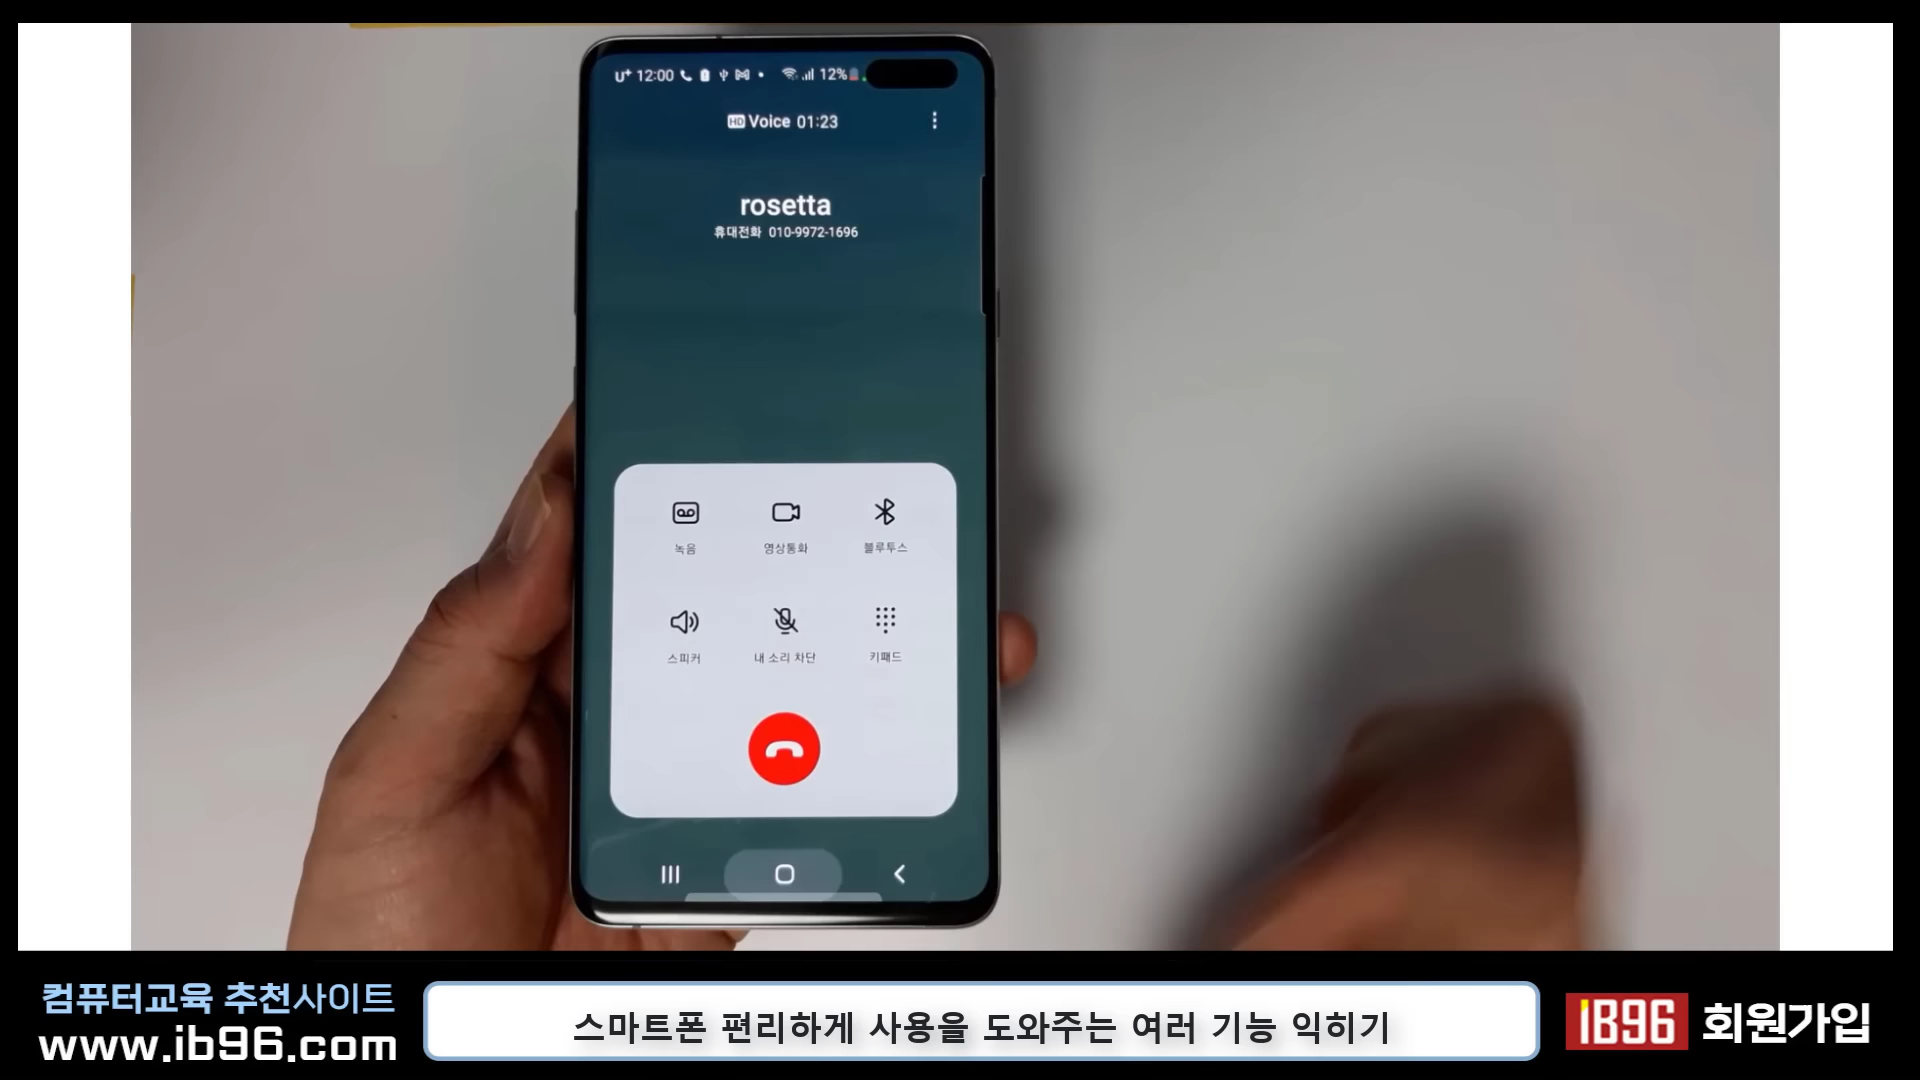 U+ 12:00 12%
HD Voice 01:23
rosetta
휴대전화 010-9972-1696
녹음 영상통화 블루투스
스피커 내 소리 차단 키패드
컴퓨터교육 추천사이트
www.ib96.com
스마트폰 편리하게 사용을 도와주는 여러 기능 익히기
IB96 회원가입